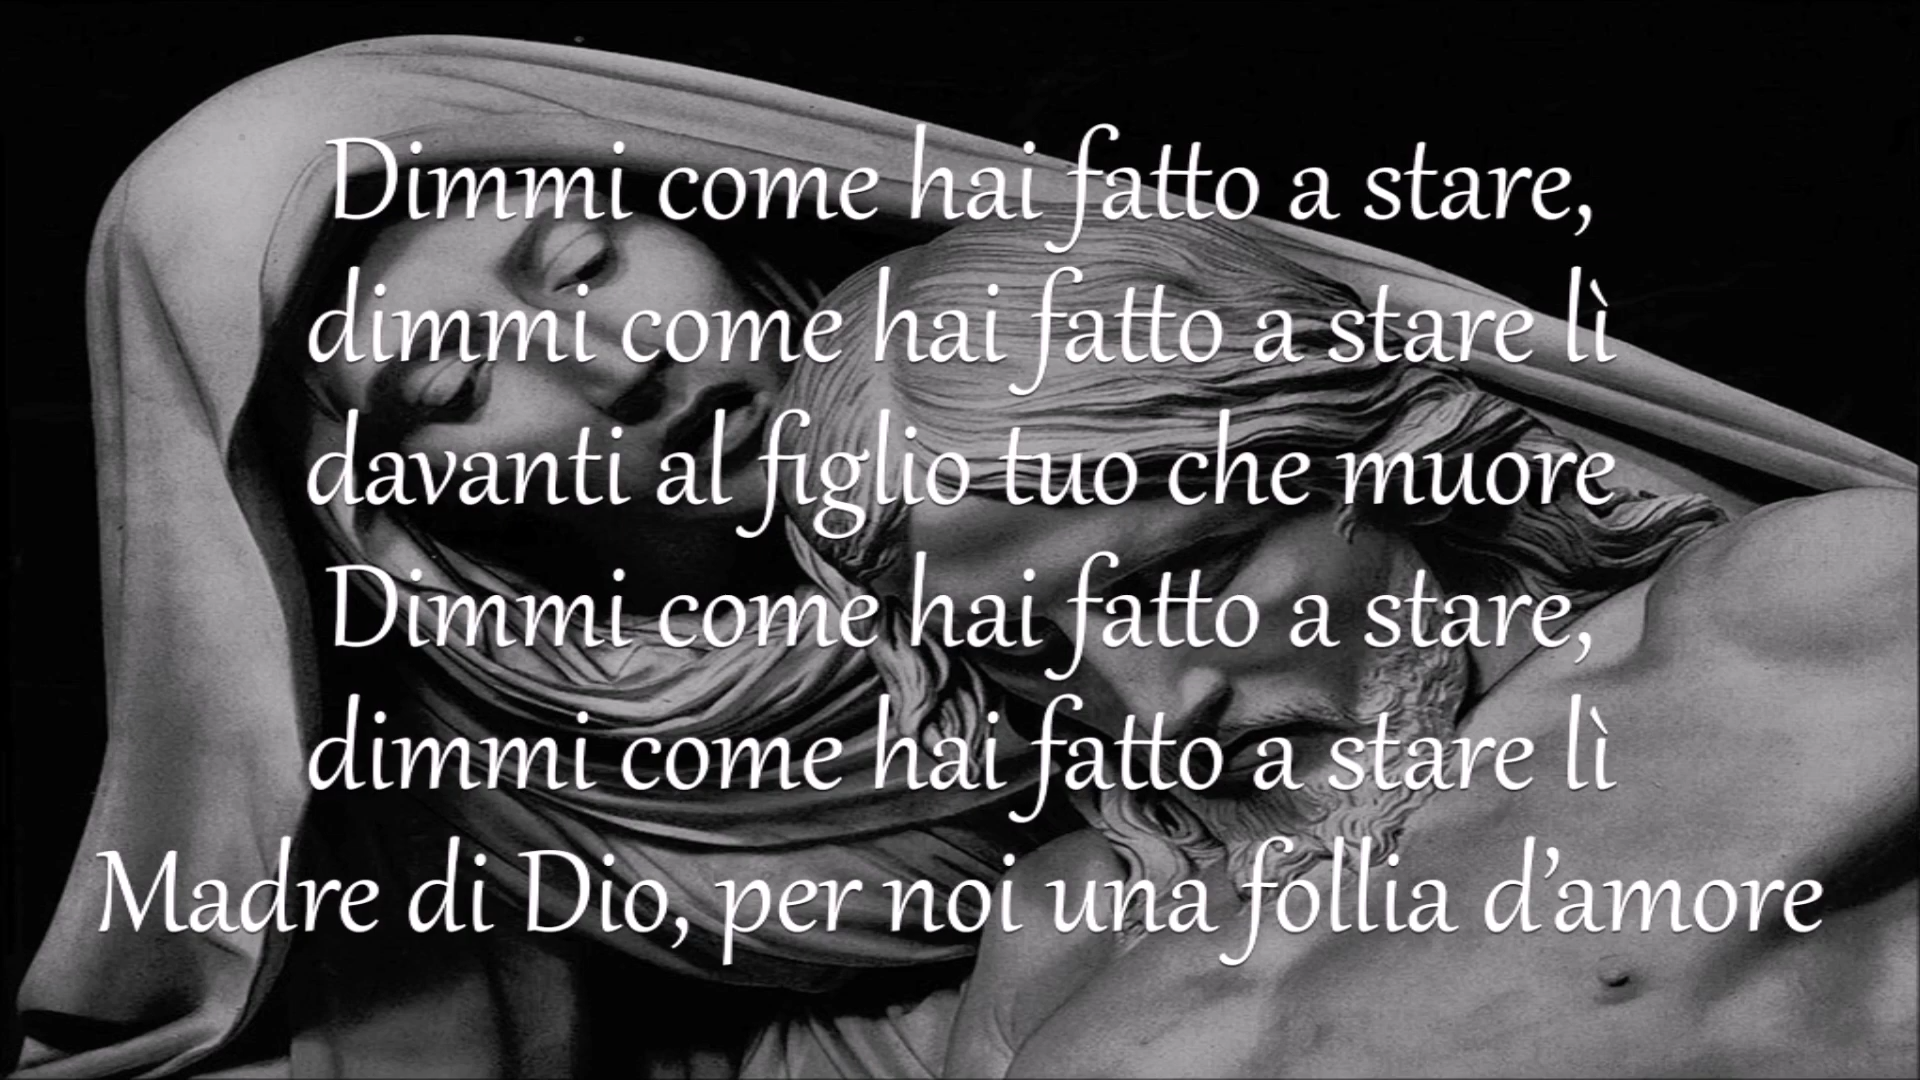 Dimmi come hai fatto a stare,
dimmi come hai fatto a stare lì
davanti al figlio tuo che muore
Dimmi come hai fatto a stare,
dimmi come hai fatto a stare lì
Madre di Dio, per noi una follia d’amore